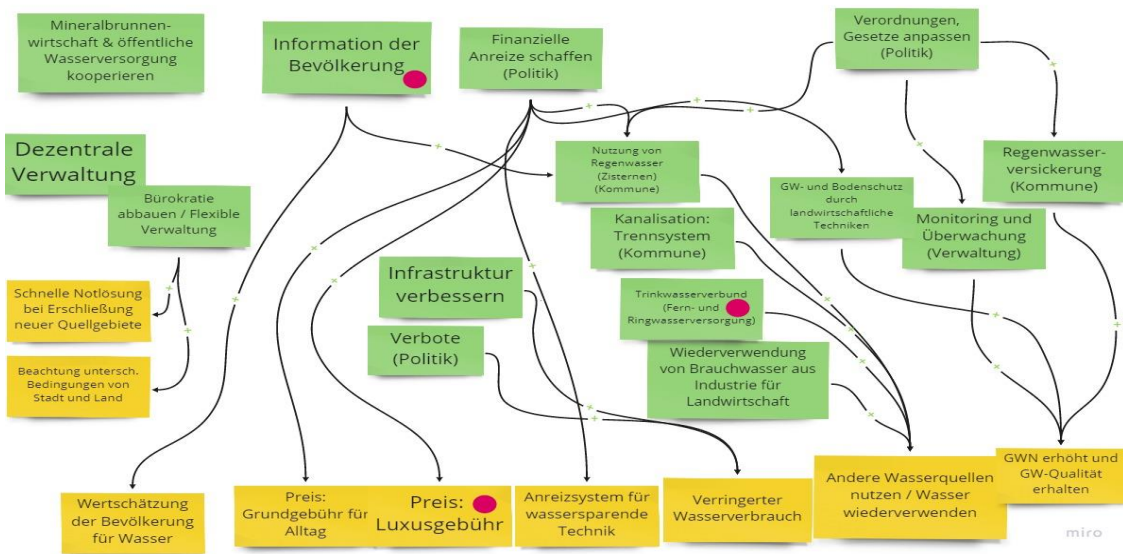 Mineralbrunnen-
wirtschaft & öffentliche
Wasserversorgung
kooperieren
Information der
Bevölkerung
Finanzielle
Anreize schaffen
(Politik)
Verordnungen,
Gesetze anpassen
(Politik)
Dezentrale
Verwaltung
Bürokratie
abbauen / Flexible
Verwaltung
Nutzung von
Regenwasser
(Zisternen)
(Kommune)
GW- und Bodenschutz
durch
landwirtschaftliche
Techniken
Regenwasser-
versickerung
(Kommune)
Kanalisation:
Trennsystem
(Kommune)
Monitoring und
Überwachung
(Verwaltung)
Infrastruktur
verbessern
Schnelle Notlösung
bei Erschließung
neuer Quellgebiete
Trinkwasserverbund
(Fern- und
Ringwasserversorgung)
Verbote
(Politik)
Wiederverwendung
von Brauchwasser aus
Industrie für
Landwirtschaft
Beachtung untersch.
Bedingungen von
Stadt und Land
Wertschätzung
der Bevölkerung
für Wasser
Preis:
Grundgebühr für
Alltag
Preis:
Luxusgebühr
Anreizsystem für
wassersparende
Technik
Verringerter
Wasserverbrauch
Andere Wasserquellen
nutzen / Wasser
wiederverwenden
GWN erhöht und
GW-Qualität
erhalten
miro